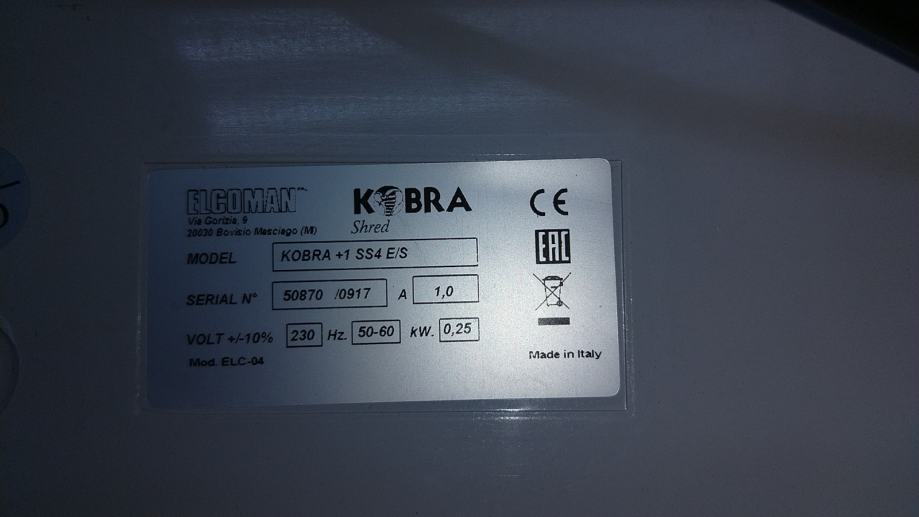 ELCOMAN
Via Gorizia, 9
20030 Bovisio Masciago (MI)
KOBRA
Shred
CE
EAC
MODEL KOBRA +1 SS4 E/S
SERIAL N° 50870 /0917 A 1,0
VOLT +/-10% 230 Hz. 50-60 kW. 0,25
Mod. ELC-04
Made in Italy